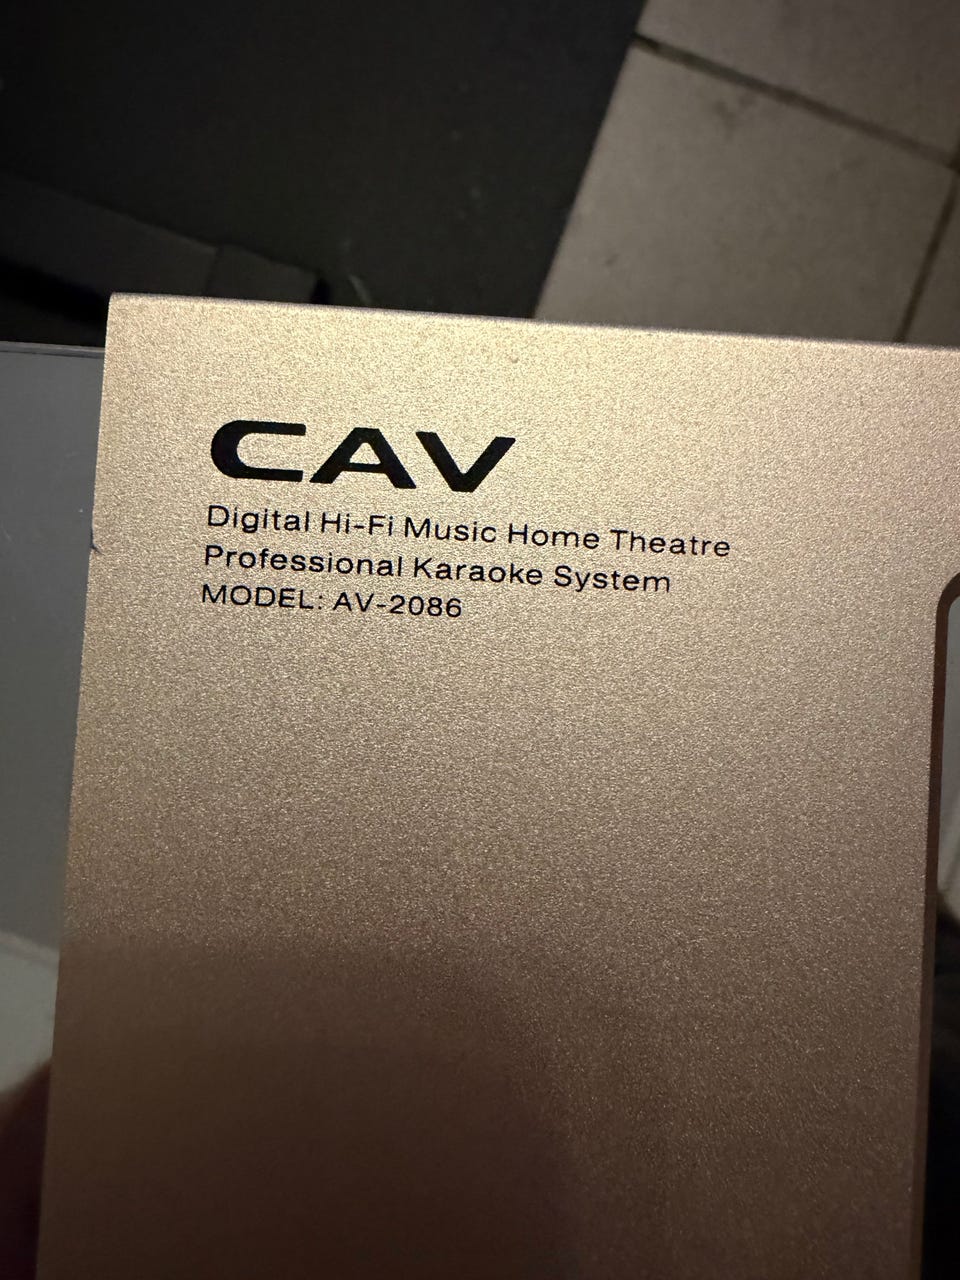 CAV
Digital Hi-Fi Music Home Theatre
Professional Karaoke System
MODEL: AV-2086